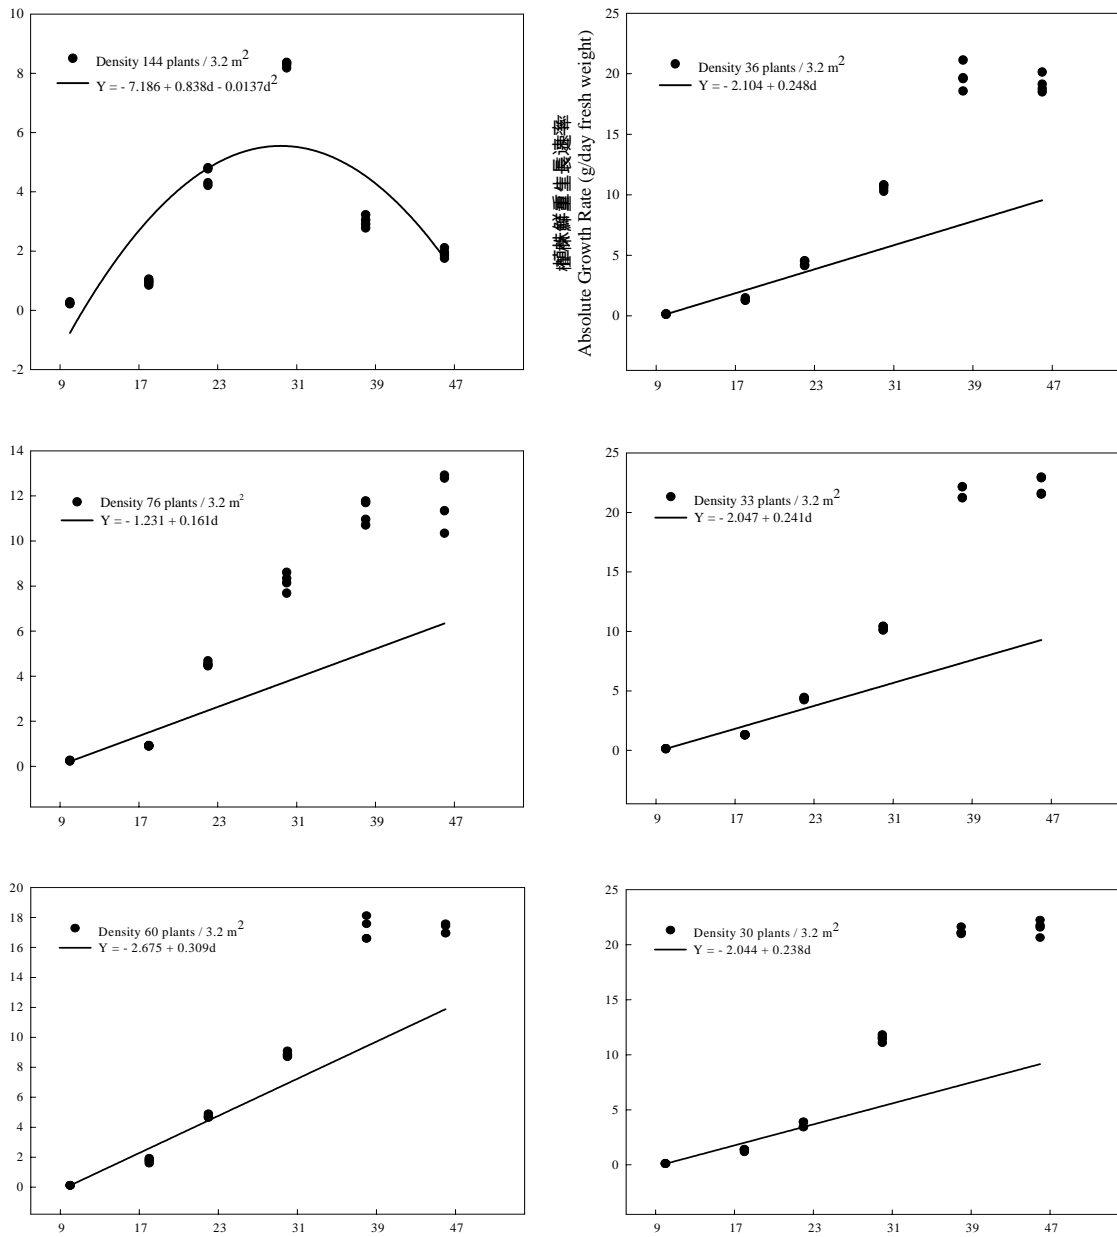 10
8
6
4
2
0
-2
Density 144 plants / 3.2 m2
Y = - 7.186 + 0.838d - 0.0137d2
9 17 23 31 39 47
植株鮮重生長速率
Absolute Growth Rate (g/day fresh weight)
25
20
15
10
5
0
Density 36 plants / 3.2 m2
Y = - 2.104 + 0.248d
9 17 23 31 39 47
14
12
10
8
6
4
2
0
Density 76 plants / 3.2 m2
Y = - 1.231 + 0.161d
9 17 23 31 39 47
25
20
15
10
5
0
Density 33 plants / 3.2 m2
Y = - 2.047 + 0.241d
9 17 23 31 39 47
20
18
16
14
12
10
8
6
4
2
0
Density 60 plants / 3.2 m2
Y = - 2.675 + 0.309d
9 17 23 31 39 47
25
20
15
10
5
0
Density 30 plants / 3.2 m2
Y = - 2.044 + 0.238d
9 17 23 31 39 47